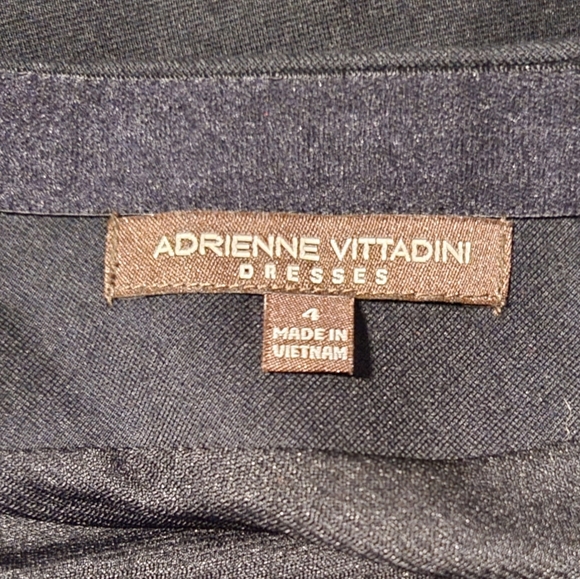 ADRIENNE VITTADINI
DRESSES
4
MADE IN
VIETNAM